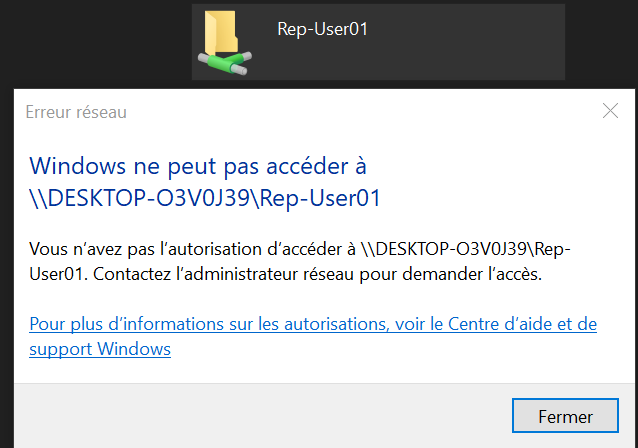 Rep-User01
Erreur réseau
Windows ne peut pas accéder à
\\DESKTOP-O3V0J39\Rep-User01
Vous n’avez pas l’autorisation d’accéder à \\DESKTOP-O3V0J39\Rep-
User01. Contactez l’administrateur réseau pour demander l’accès.
Pour plus d’informations sur les autorisations, voir le Centre d’aide et de
support Windows
Fermer